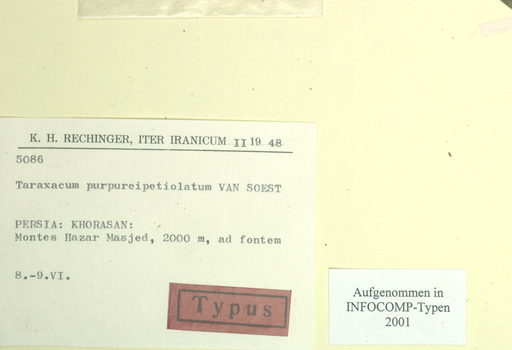 K. H. RECHINGER, ITER IRANICUM II 19 48
5086
Taraxacum purpureipetiolatum VAN SOEST
PERSIA: KHORASAN:
Montes Hazar Masjed, 2000 m, ad fontem
8.-9.VI.
Typus
Aufgenommen in
INFOCOMP-Typen
2001